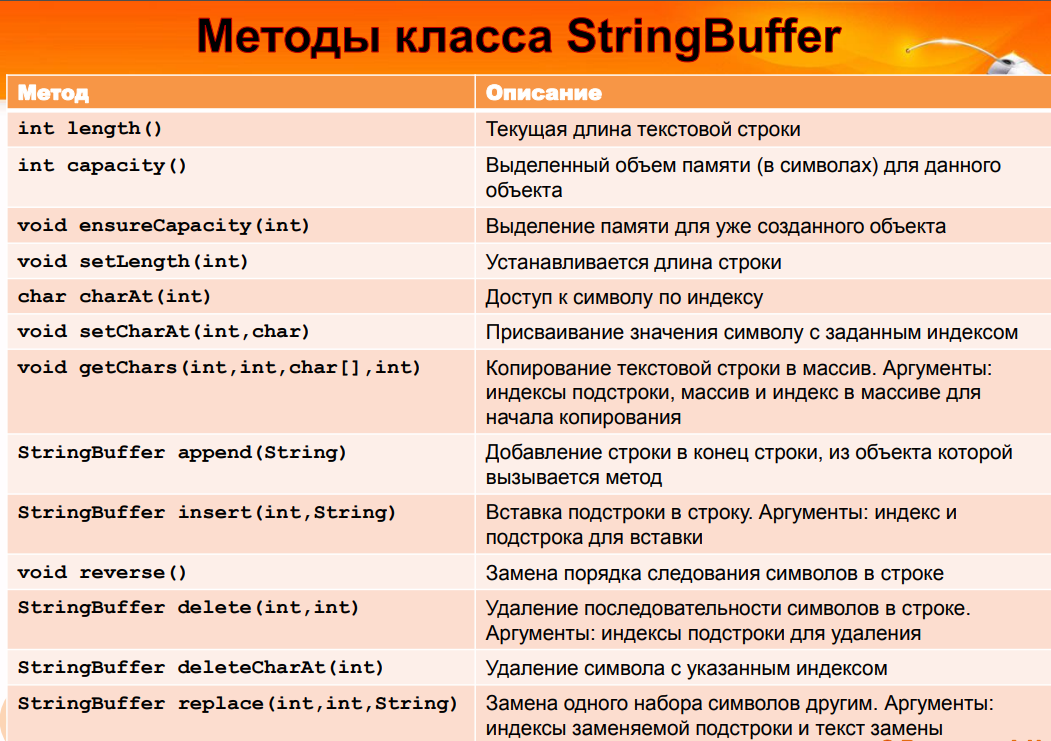 Методы класса StringBuffer
Метод Описание
int length() Текущая длина текстовой строки
int capacity() Выделенный объем памяти (в символах) для данного
объекта
void ensureCapacity(int) Выделение памяти для уже созданного объекта
void setLength(int) Устанавливается длина строки
char charAt(int) Доступ к символу по индексу
void setCharAt(int,char) Присваивание значения символу с заданным индексом
void getChars(int,int,char[],int) Копирование текстовой строки в массив. Аргументы:
индексы подстроки, массив и индекс в массиве для
начала копирования
StringBuffer append(String) Добавление строки в конец строки, из объекта которой
вызывается метод
StringBuffer insert(int,String) Вставка подстроки в строку. Аргументы: индекс и
подстрока для вставки
void reverse() Замена порядка следования символов в строке
StringBuffer delete(int,int) Удаление последовательности символов в строке.
Аргументы: индексы подстроки для удаления
StringBuffer deleteCharAt(int) Удаление символа с указанным индексом
StringBuffer replace(int,int,String) Замена одного набора символов другим. Аргументы:
индексы заменяемой подстроки и текст замены